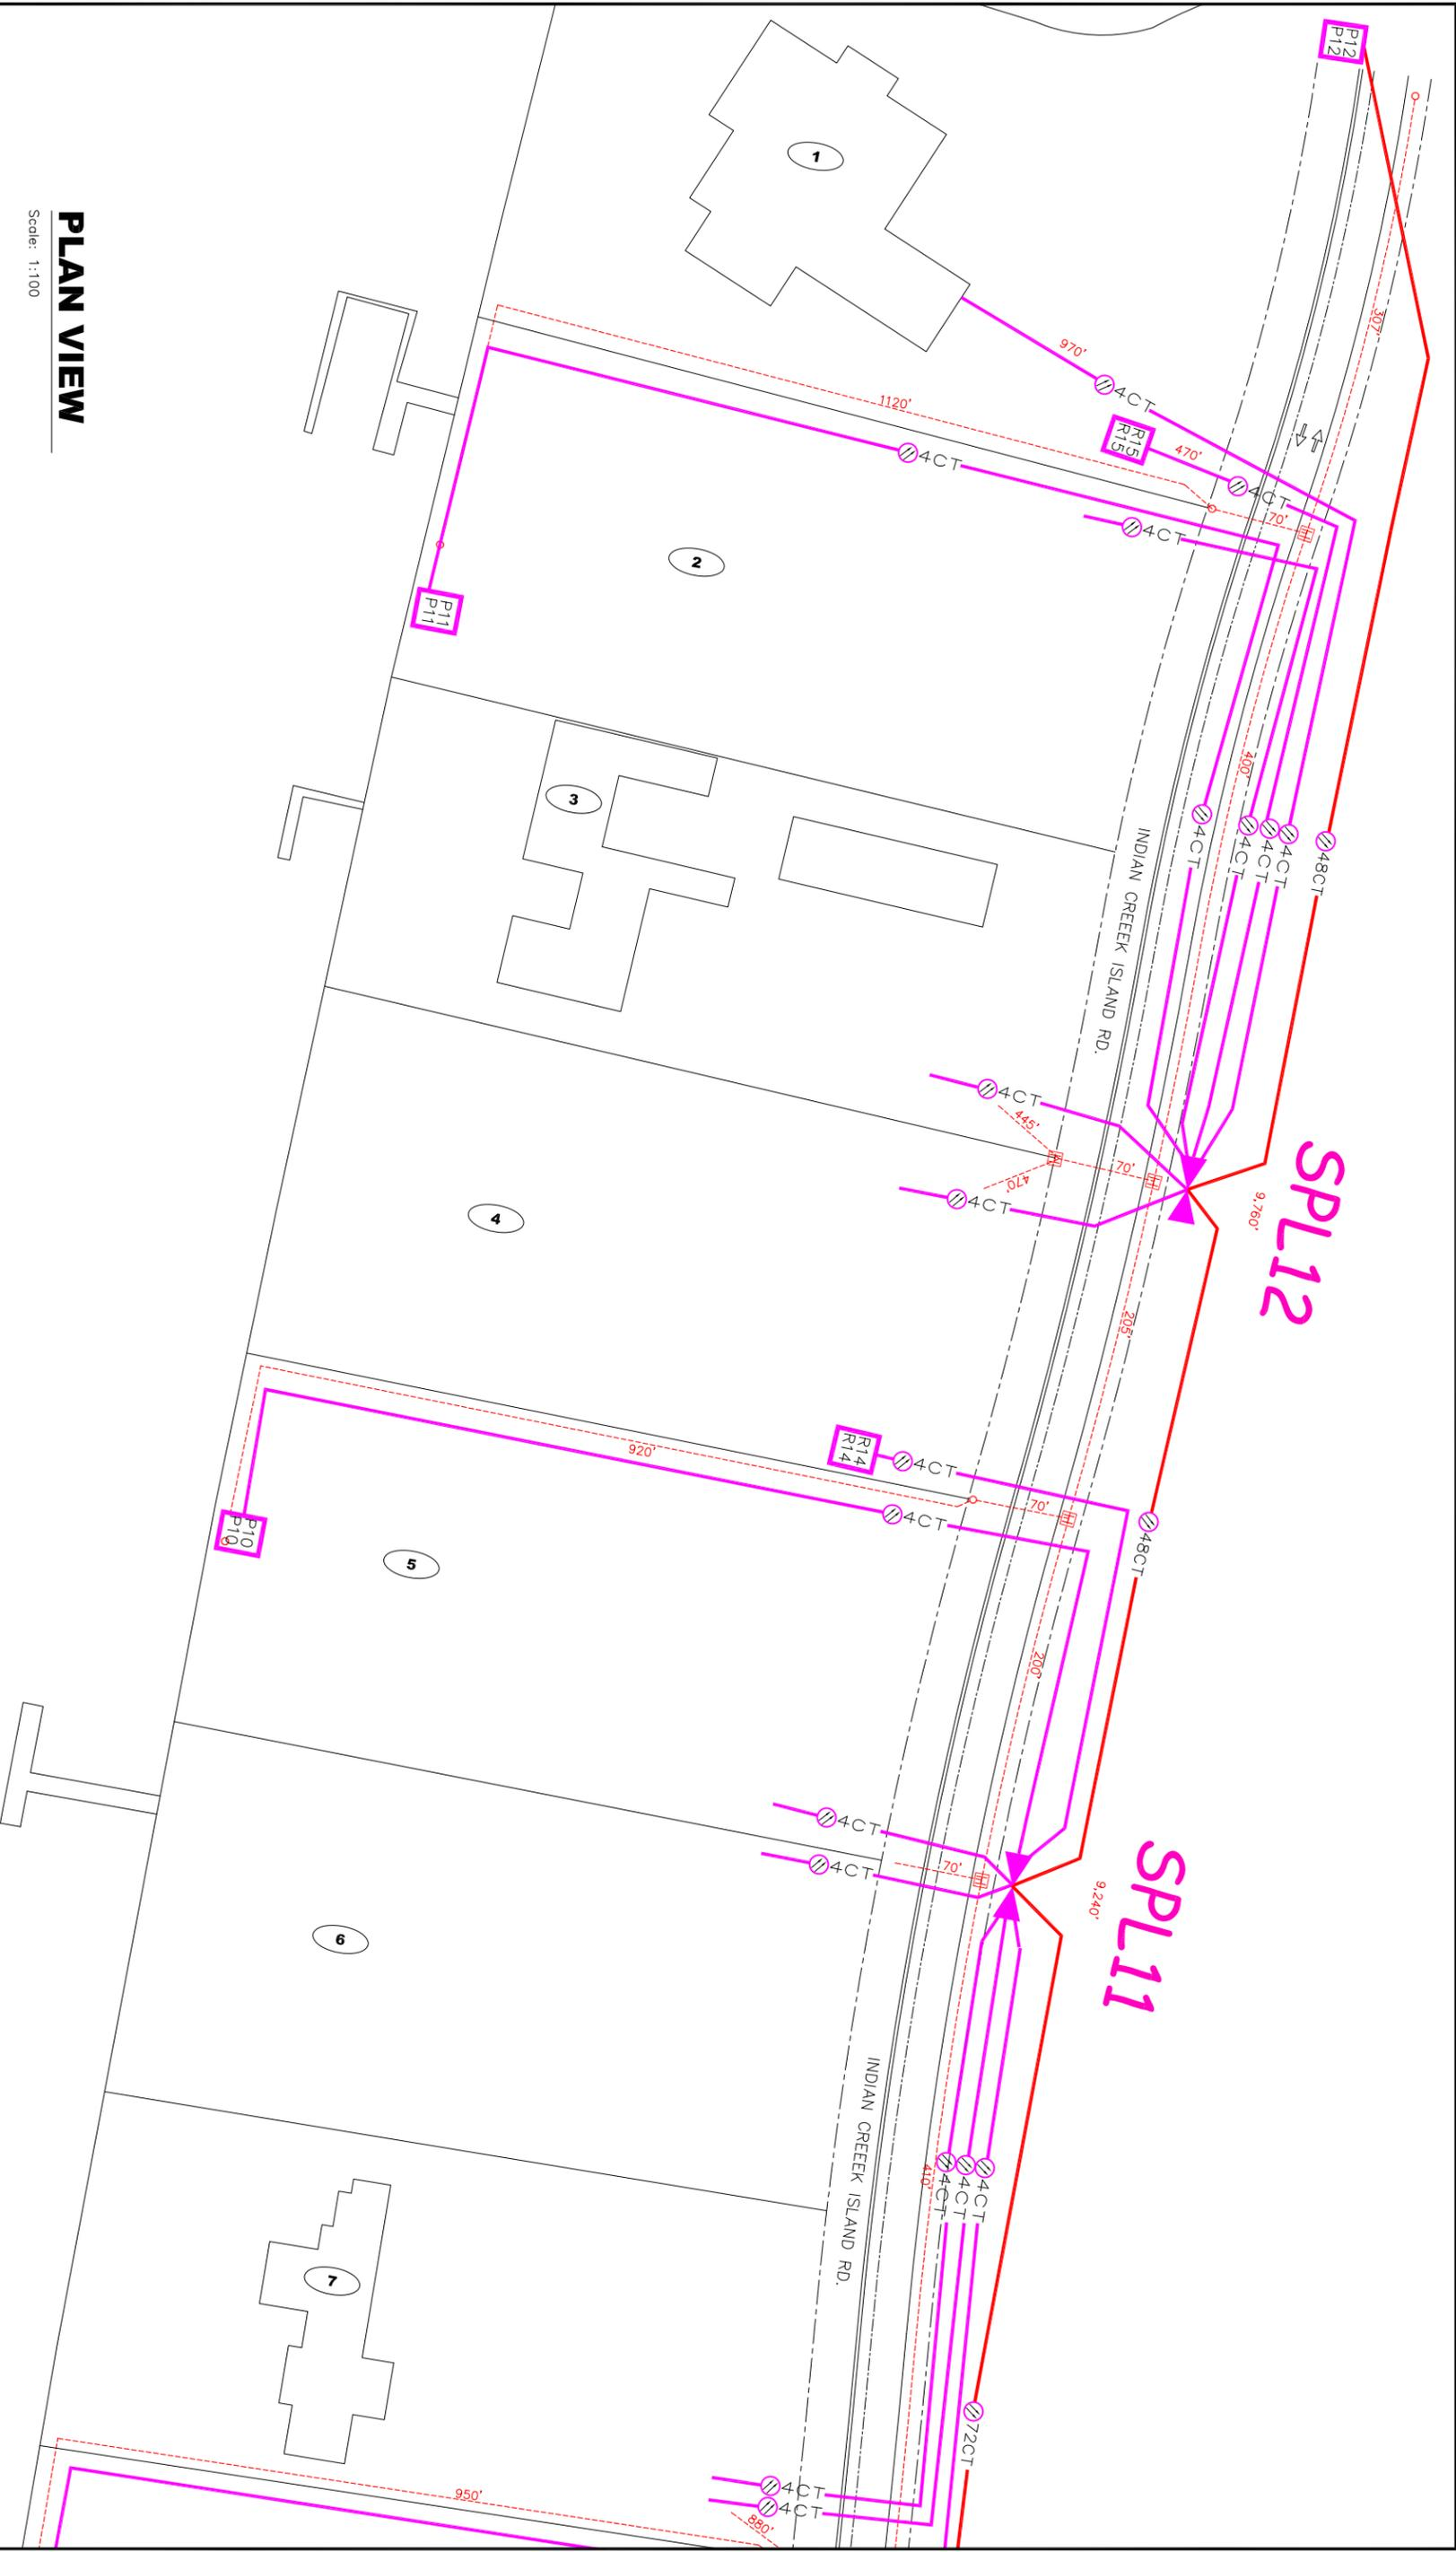 P12
P12
1
307'
970'
4CT
1120'
R15
R15
470'
4CT
4CT
70'
4CT
2
P11
P11
400'
3
4CT
4CT
4CT
4CT
48CT
INDIAN CREEEK ISLAND RD.
4CT
445'
70'
470'
4CT
SPL12
9,760'
4
205'
R14
R14
4CT
920'
4CT
70'
48CT
P10
P10
5
200'
4CT
4CT
70'
SPL11
9,240'
6
INDIAN CREEEK ISLAND RD.
410'
4CT
4CT
4CT
7
72CT
950'
4CT
4CT
880'
PLAN VIEW
Scale: 1:100